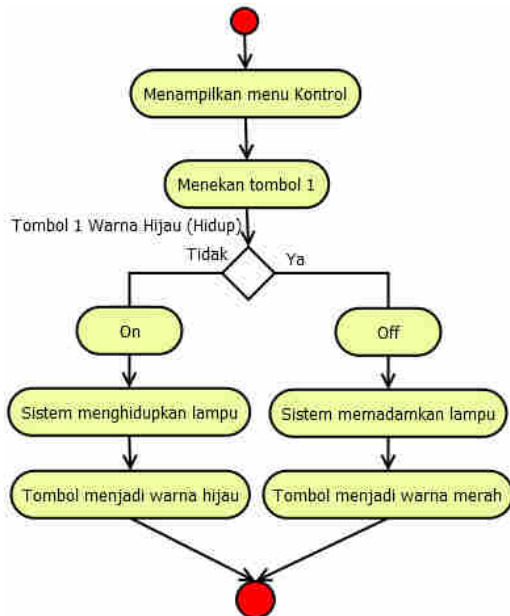 Menampilkan menu Kontrol
Menekan tombol 1
Tombol 1 Warna Hijau (Hidup)
Tidak
Ya
On
Off
Sistem menghidupkan lampu
Sistem memadamkan lampu
Tombol menjadi warna hijau
Tombol menjadi warna merah